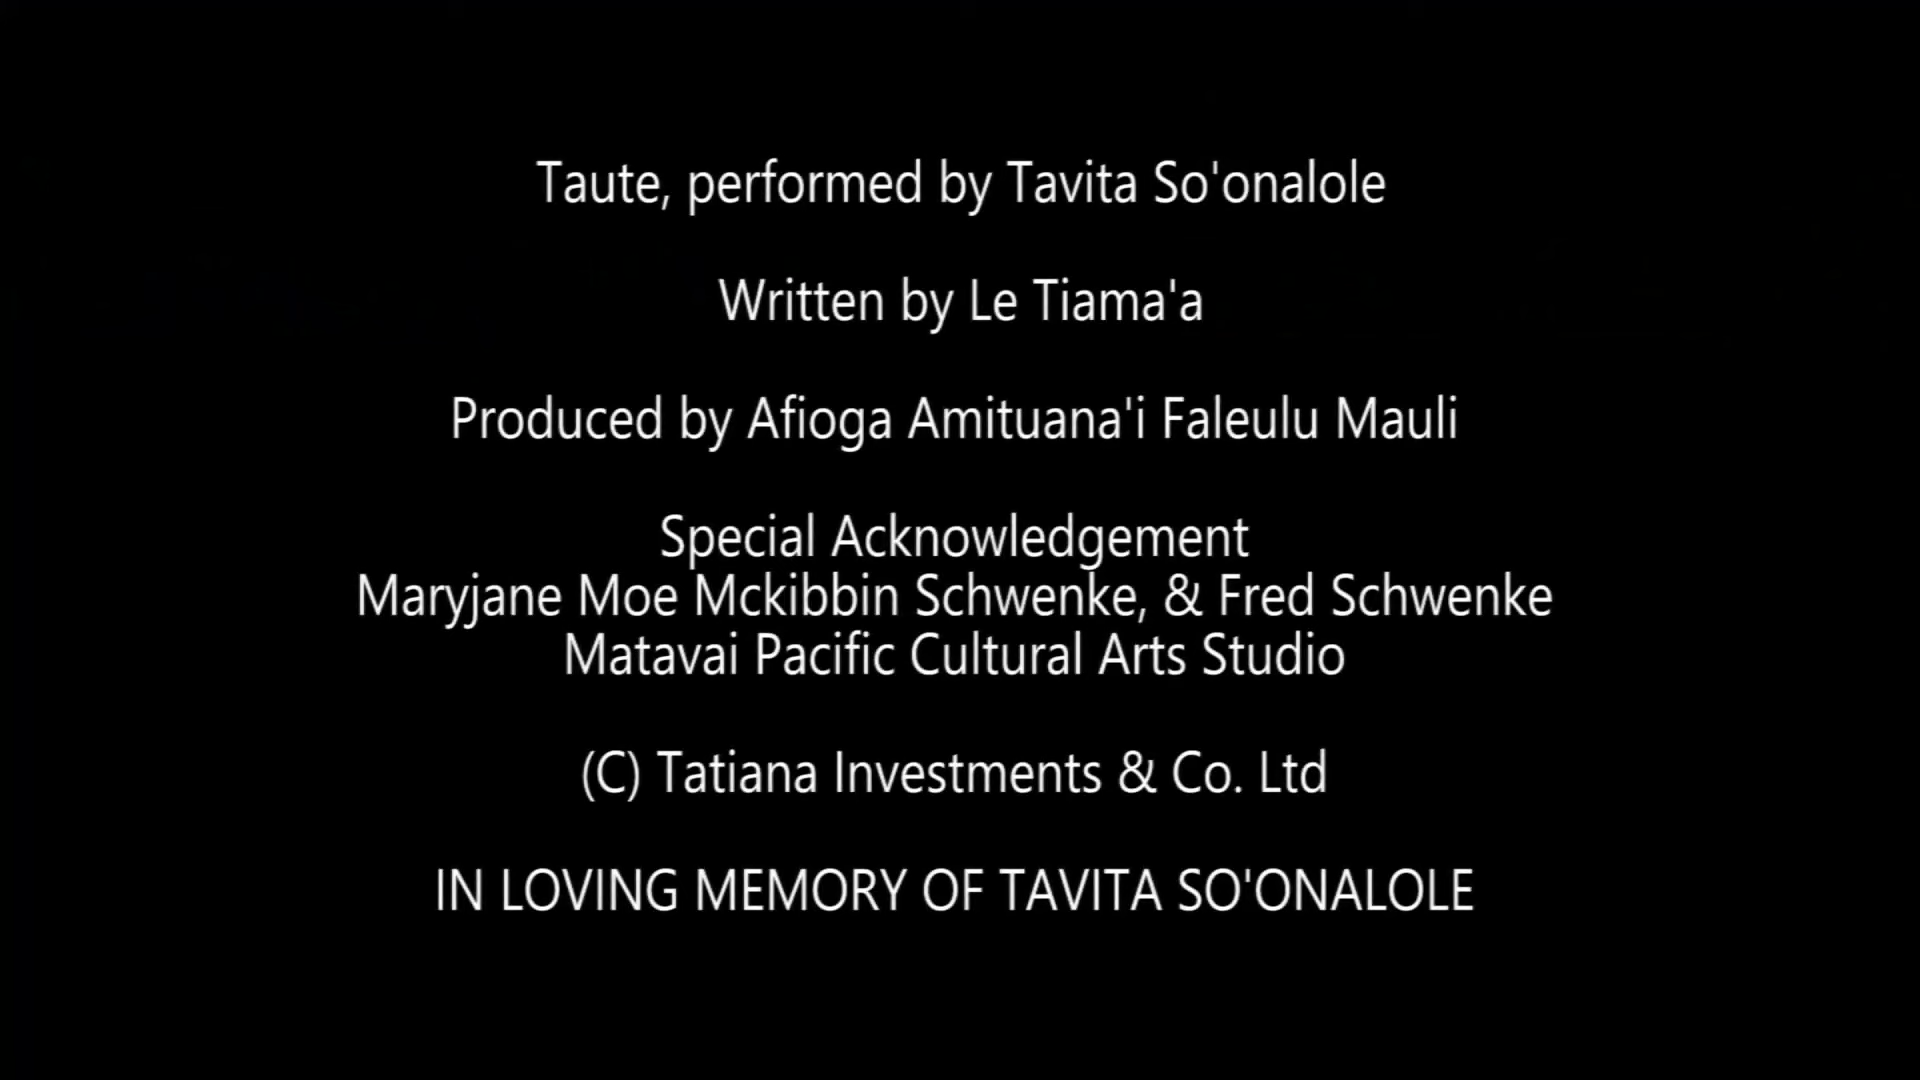 Taute, performed by Tavita So'onalole
Written by Le Tiama'a
Produced by Afioga Amituana'i Faleulu Mauli
Special Acknowledgement
Maryjane Moe Mckibbin Schwenke, & Fred Schwenke
Matavai Pacific Cultural Arts Studio
(C) Tatiana Investments & Co. Ltd
IN LOVING MEMORY OF TAVITA SO'ONALOLE